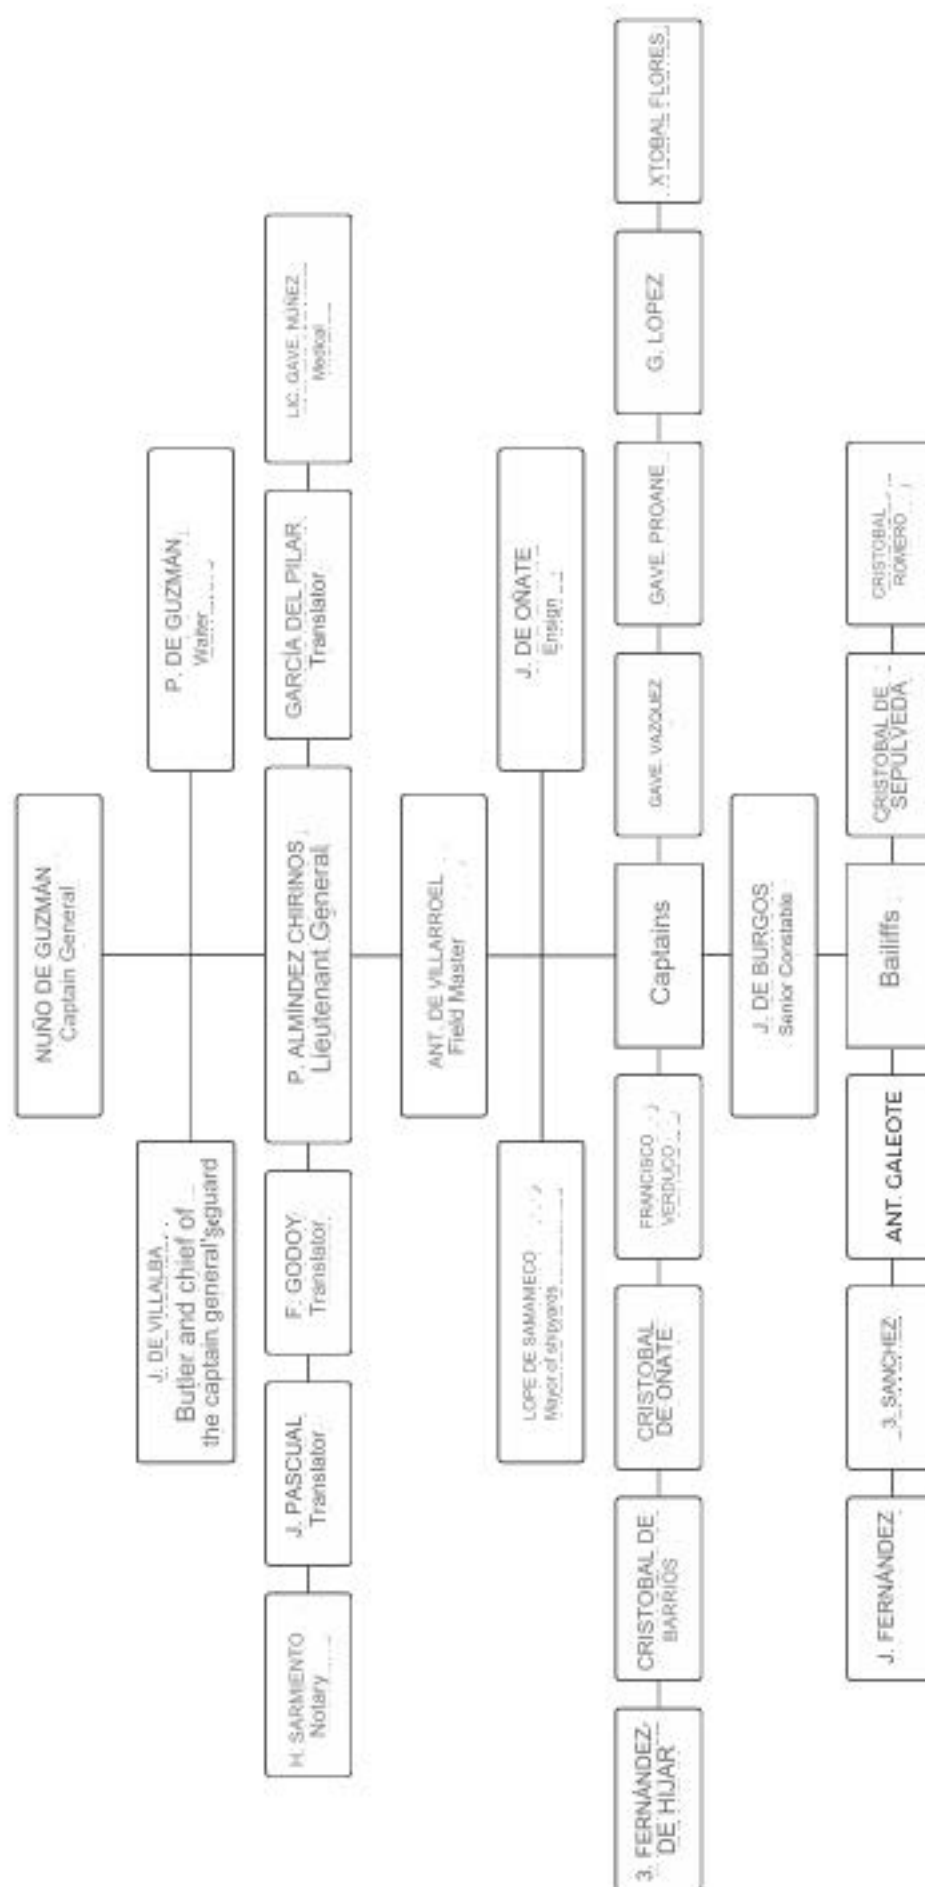 NUÑO DE GUZMÁN
Captain General
J. DE VILLALBA
Butler and chief of
the captain general's guard
P. DE GUZMÁN
Waiter
H. SARMIENTO
Notary
J. PASCUAL
Translator
F. GODOY
Translator
P. ALMÍNDEZ CHIRINOS
Lieutenant General
GARCÍA DEL PILAR
Translator
LIC. GAVE. NÚÑEZ
Medical
ANT. DE VILLARROEL
Field Master
LOPE DE SAMANIECO
Mayor of shipyards
J. DE OÑATE
Ensign
3. FERNÁNDEZ
DE HIJAR
CRISTOBAL DE
BARRIOS
CRISTOBAL
DE OÑATE
FRANCISCO
VERDUCO
Captains
GAVE. VAZQUEZ
GAVE. PROANE
G. LOPEZ
XTOBAL FLORES
J. DE BURGOS
Senior Constable
J. FERNÁNDEZ
3. SANCHEZ
ANT. GALEOTE
Bailiffs
CRISTOBAL DE
SEPULVEDA
CRISTOBAL
ROMERO